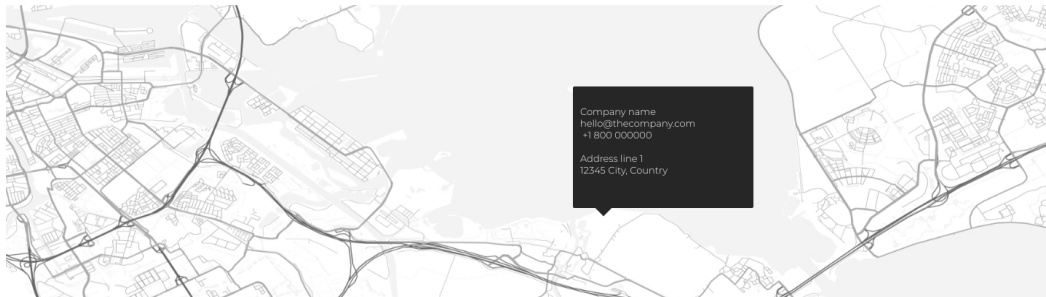 Company name
hello@thecompany.com
+1 800 000000
Address line 1
12345 City, Country